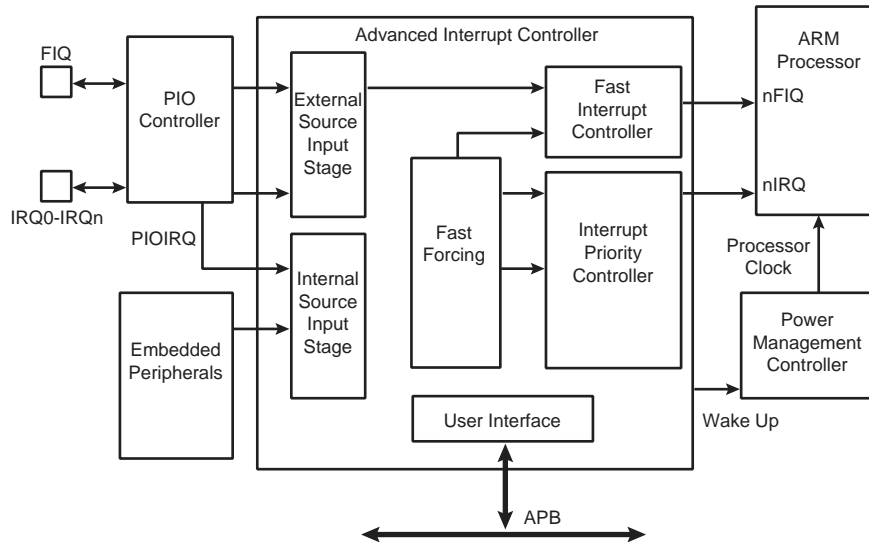 Advanced Interrupt Controller
FIQ
PIO
Controller
External
Source
Input
Stage
Fast
Interrupt
Controller
ARM
Processor
nFIQ
nIRQ
IRQ0-IRQn
PIOIRQ
Fast
Forcing
Interrupt
Priority
Controller
Processor
Clock
Internal
Source
Input
Stage
Embedded
Peripherals
Power
Management
Controller
Wake Up
User Interface
APB